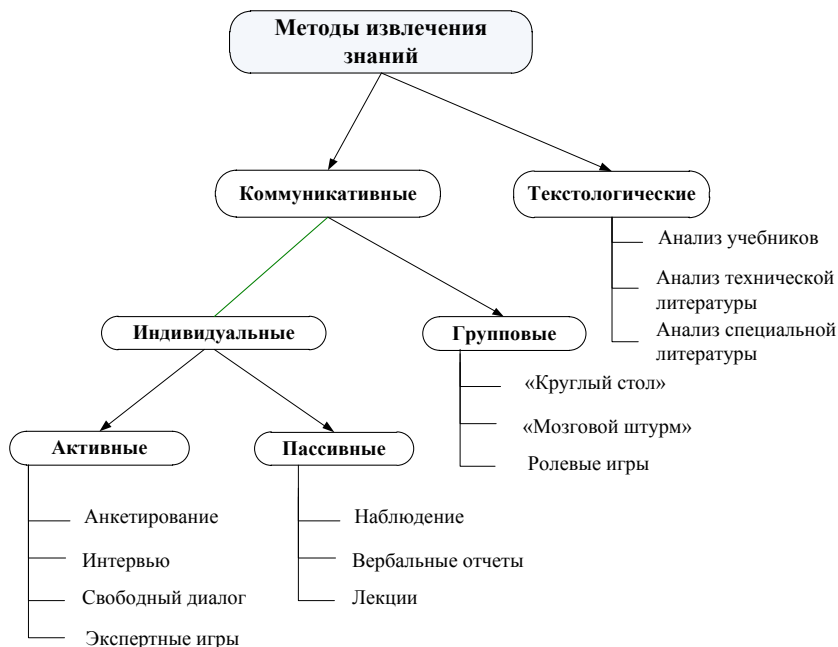 Методы извлечения
знаний
Коммуникативные
Текстологические
Анализ учебников
Анализ технической
литературы
Анализ специальной
литературы
Индивидуальные
Групповые
«Круглый стол»
«Мозговой штурм»
Ролевые игры
Активные
Пассивные
Анкетирование
Интервью
Свободный диалог
Экспертные игры
Наблюдение
Вербальные отчеты
Лекции